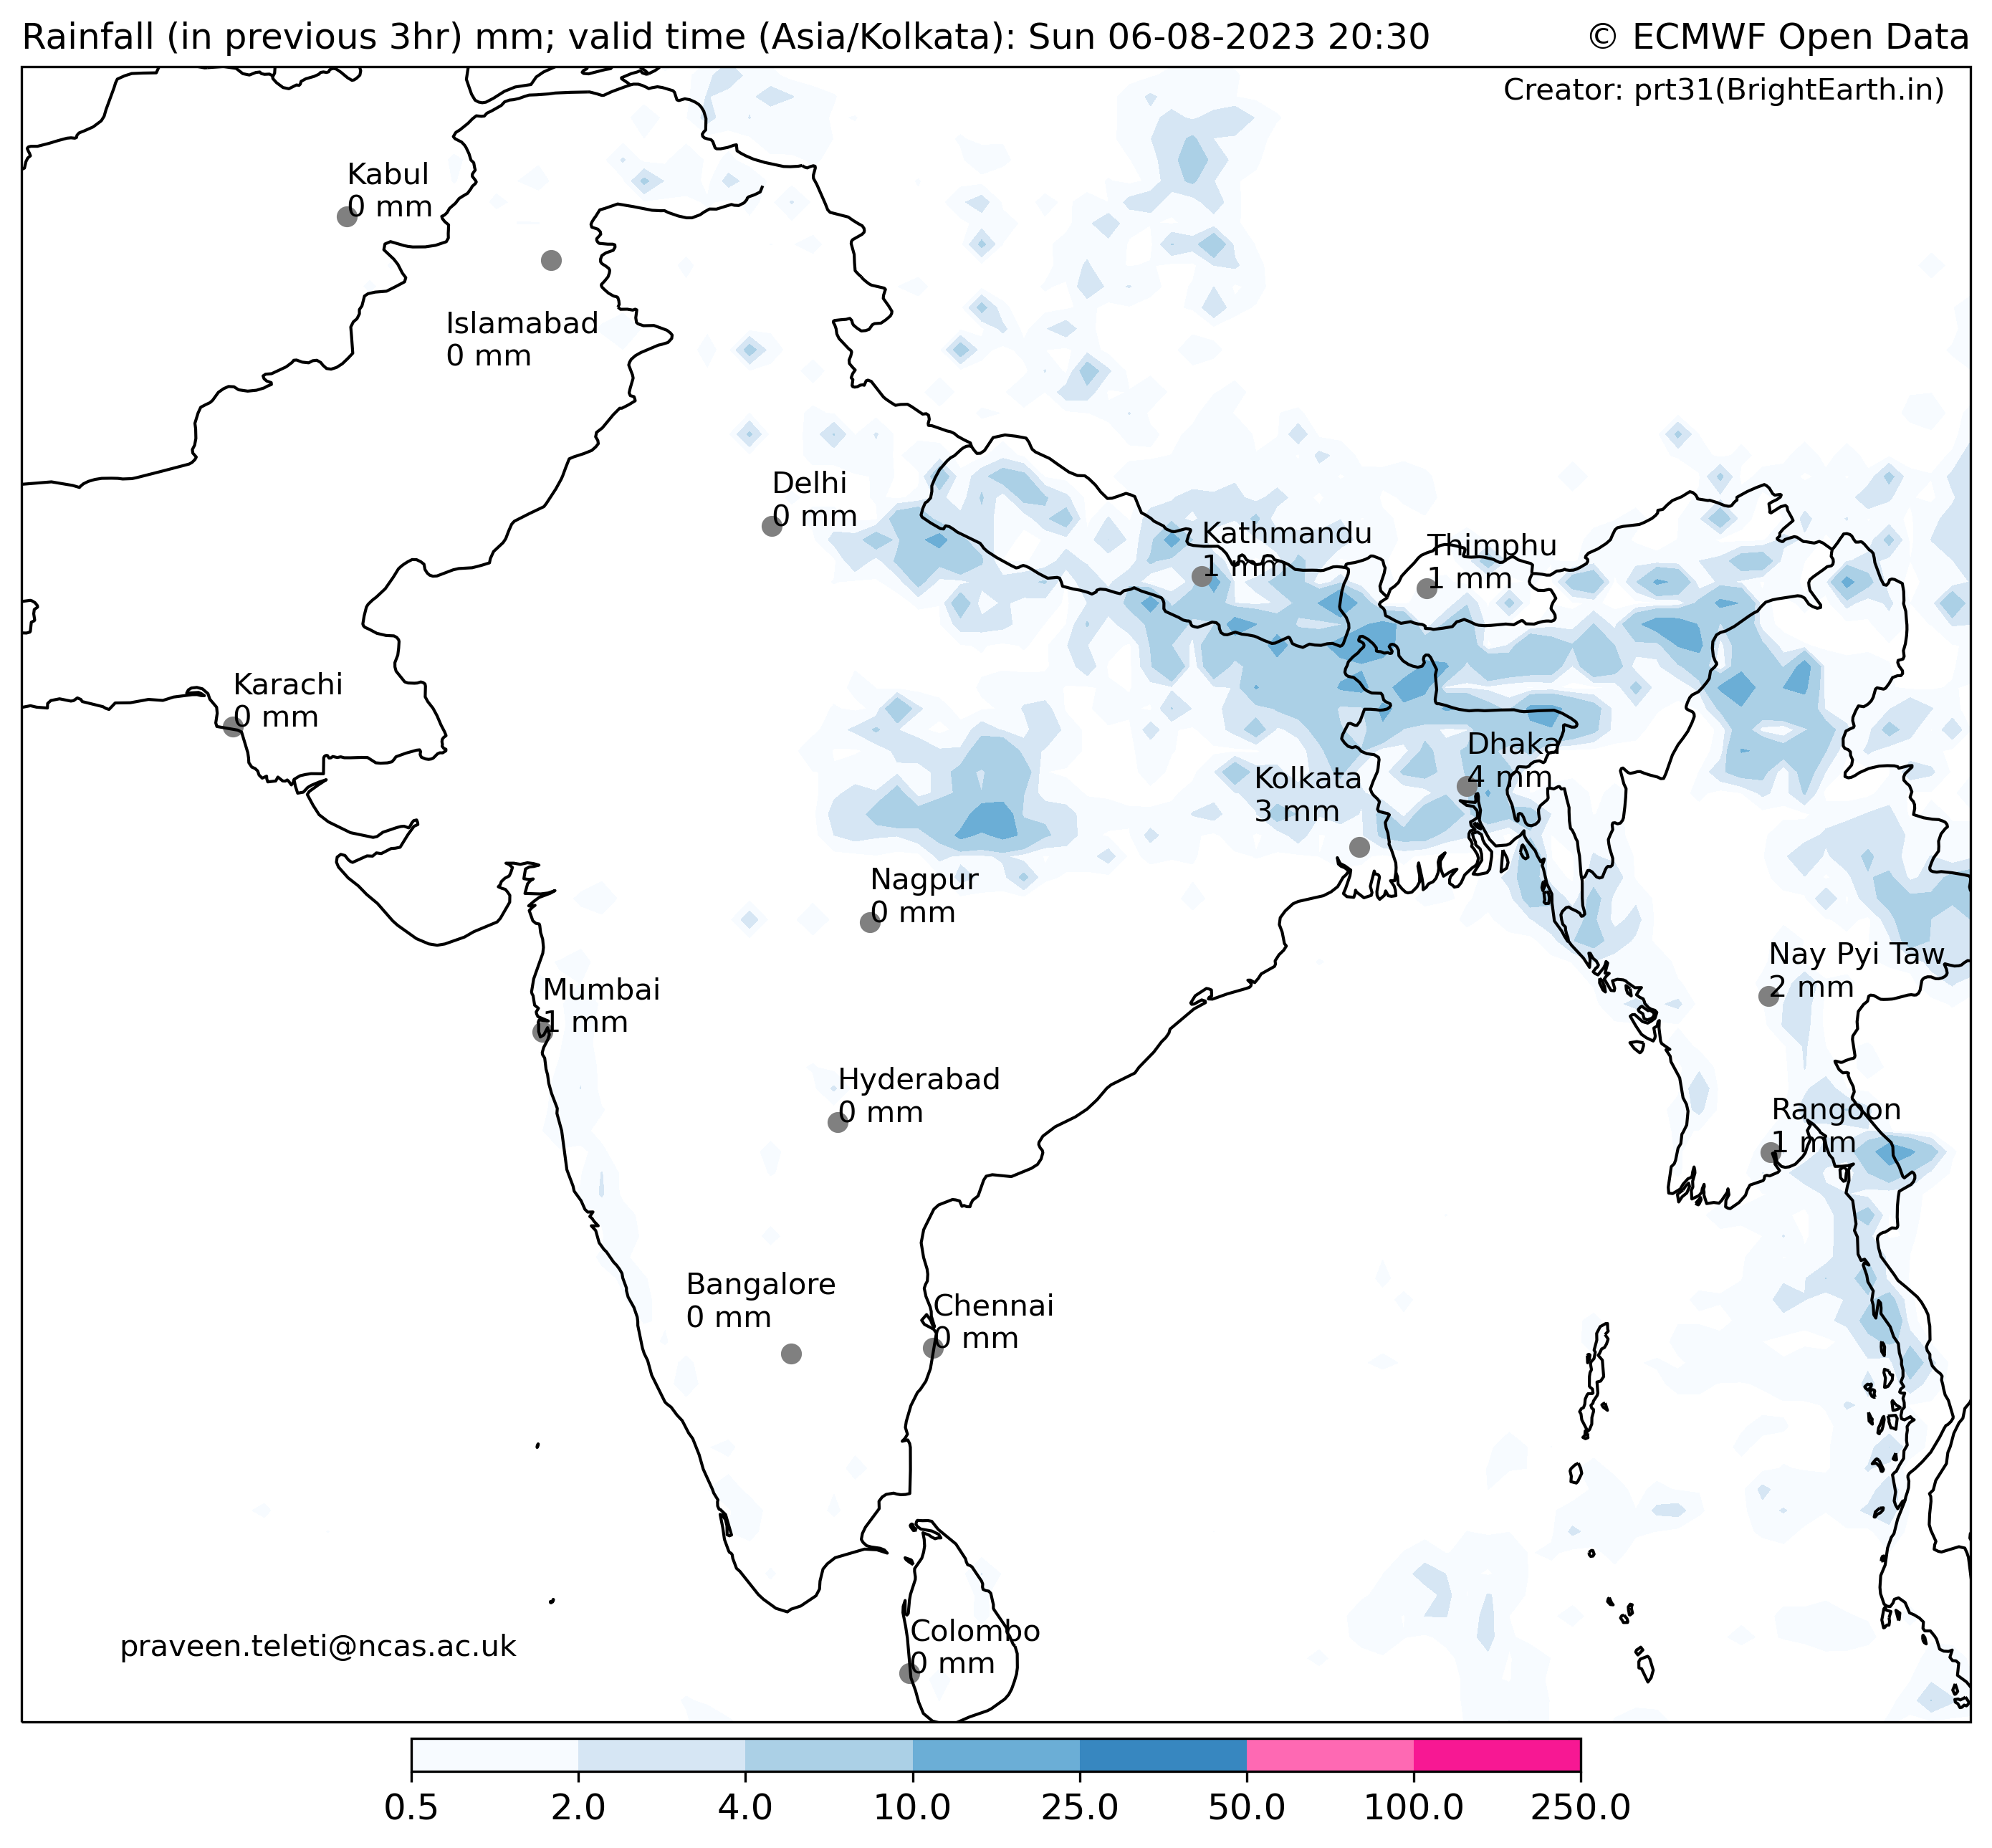 Rainfall (in previous 3hr) mm; valid time (Asia/Kolkata): Sun 06-08-2023 20:30
© ECMWF Open Data
Creator: prt31(BrightEarth.in)
Kabul
0 mm
Islamabad
0 mm
Delhi
0 mm
Kathmandu
1 mm
Thimphu
1 mm
Karachi
0 mm
Dhaka
4 mm
Kolkata
3 mm
Nagpur
0 mm
Nay Pyi Taw
2 mm
Mumbai
1 mm
Hyderabad
0 mm
Rangoon
1 mm
Bangalore
0 mm
Chennai
0 mm
Colombo
0 mm
praveen.teleti@ncas.ac.uk
0.5 2.0 4.0 10.0 25.0 50.0 100.0 250.0